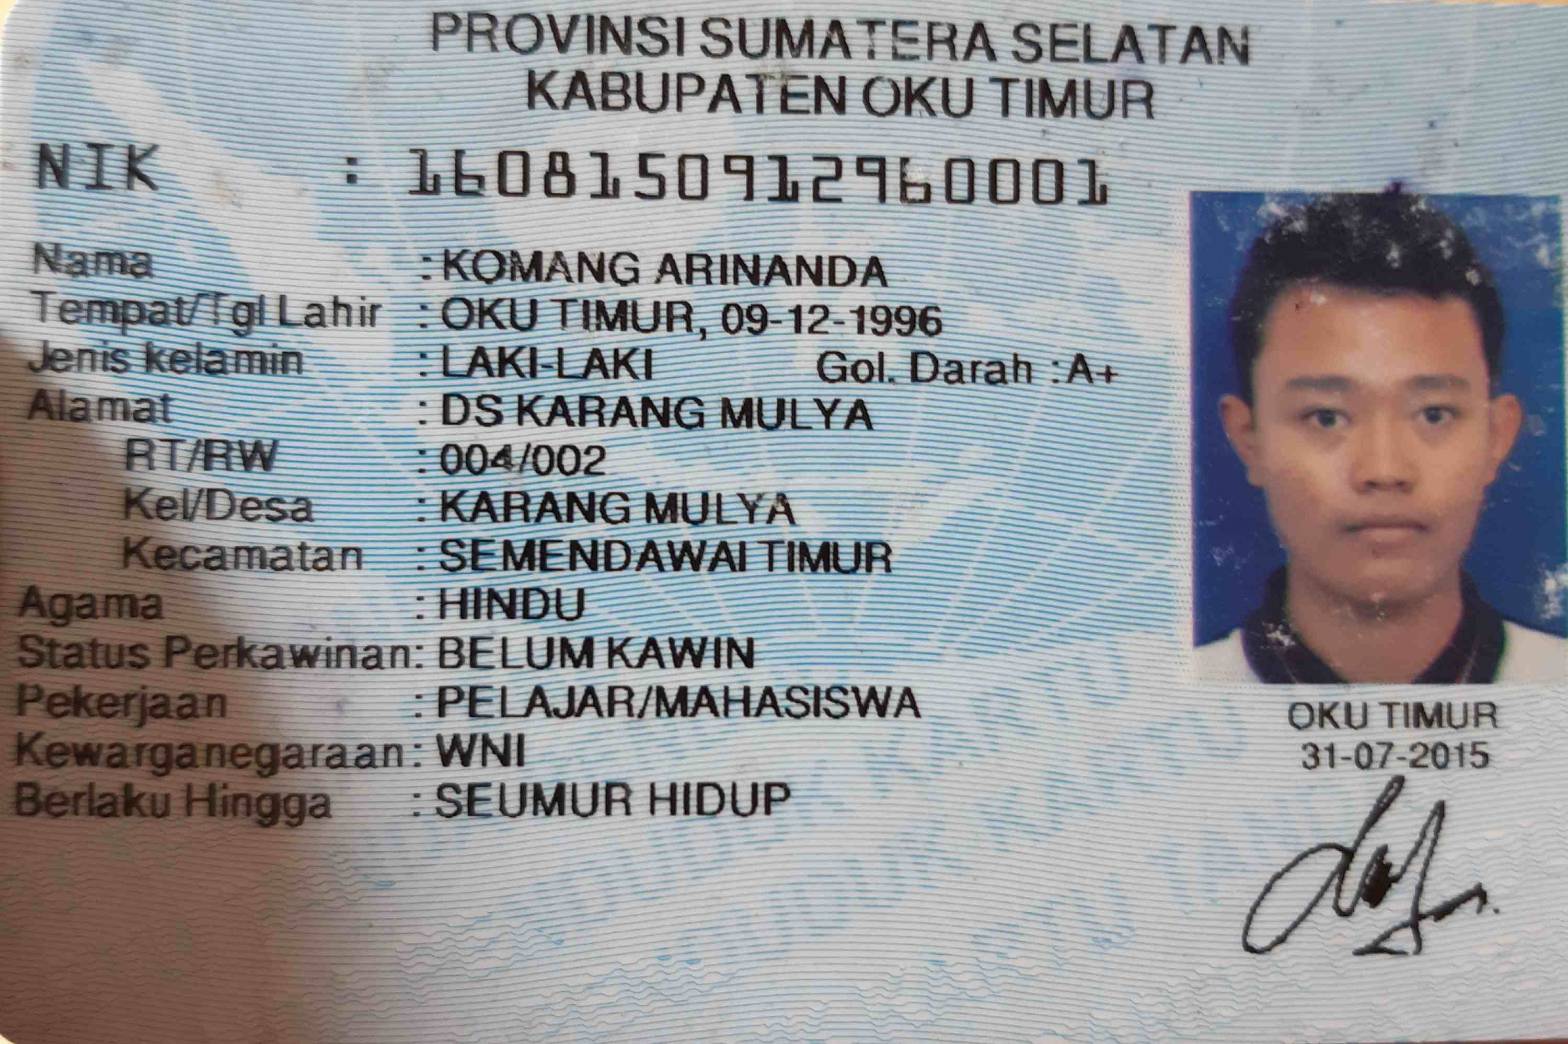 PROVINSI SUMATERA SELATAN
KABUPATEN OKU TIMUR
NIK : 1608150912960001
Nama : KOMANG ARINANDA
Tempat/Tgl Lahir : OKU TIMUR, 09-12-1996
Jenis kelamin : LAKI-LAKI Gol. Darah : A+
Alamat : DS KARANG MULYA
RT/RW : 004/002
Kel/Desa : KARANG MULYA
Kecamatan : SEMENDAWAI TIMUR
Agama : HINDU
Status Perkawinan: BELUM KAWIN
Pekerjaan : PELAJAR/MAHASISWA
Kewarganegaraan: WNI
Berlaku Hingga : SEUMUR HIDUP
OKU TIMUR
31-07-2015